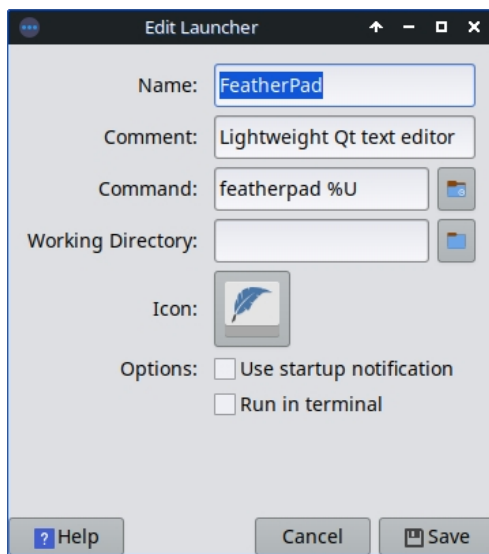 Edit Launcher
Name: FeatherPad
Comment: Lightweight Qt text editor
Command: featherpad %U
Working Directory:
Icon:
Options: Use startup notification
Run in terminal
? Help Cancel Save